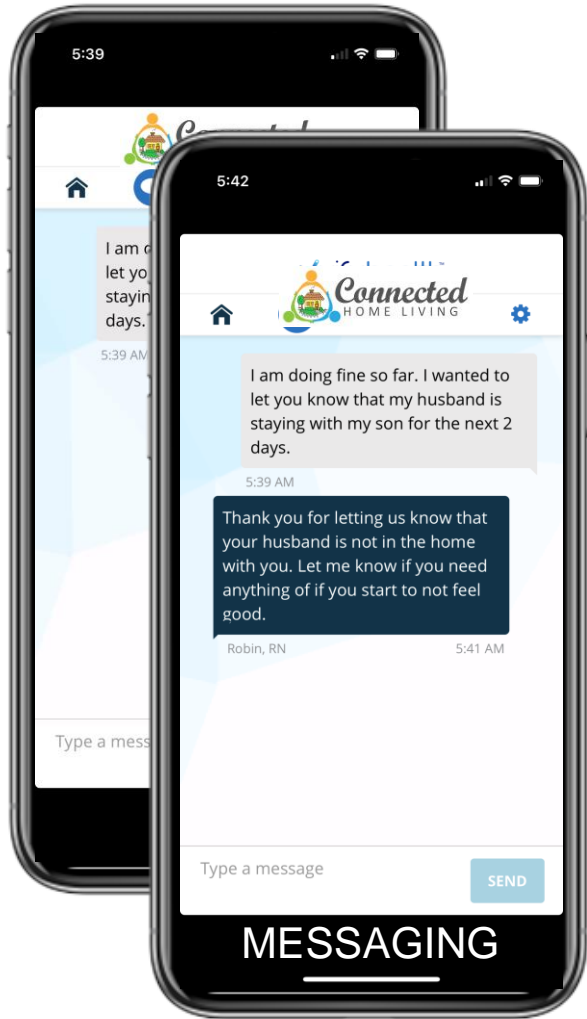 5:39
I am
let yo
stayin
days.
5:39 AM
Type a mess
5:42
Connected
HOME LIVING
I am doing fine so far. I wanted to
let you know that my husband is
staying with my son for the next 2
days.
5:39 AM
Thank you for letting us know that
your husband is not in the home
with you. Let me know if you need
anything of if you start to not feel
good.
Robin, RN 5:41 AM
Type a message
SEND
MESSAGING